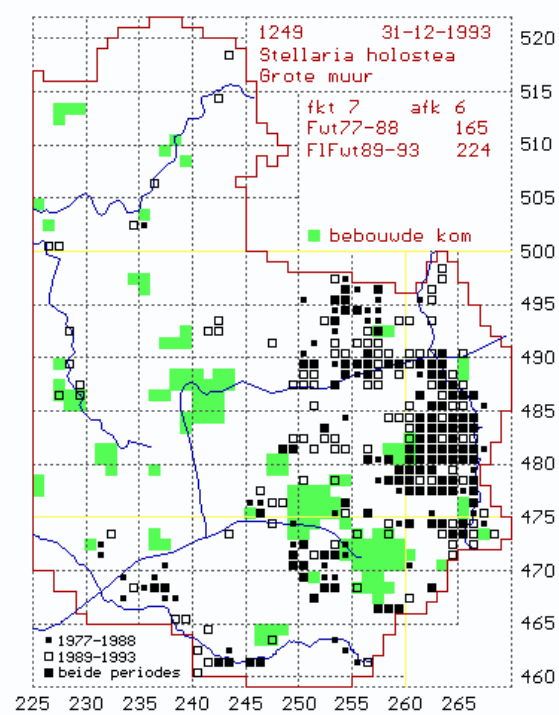 1249 31-12-1993
Stellaria holostea
Grote muur
fkt 7 afk 6
Fwt77-88 165
FlFwt89-93 224
bebouwde kom
520
515
510
505
500
495
490
485
480
475
470
465
460
1977-1988
1989-1993
beide periodes
225 230 235 240 245 250 255 260 265